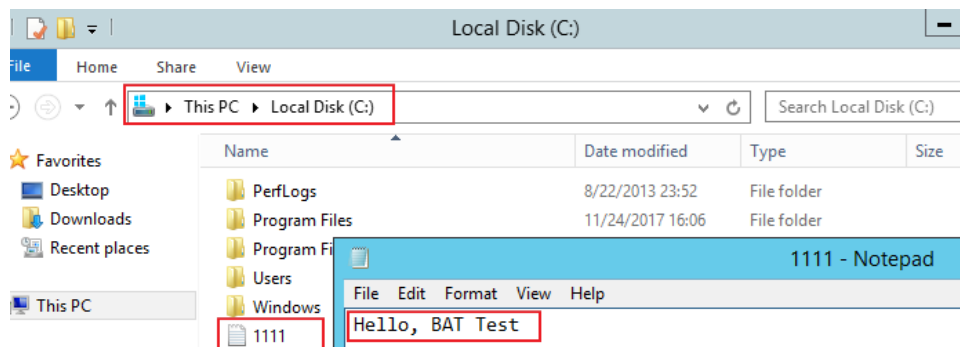 Local Disk (C:)
File Home Share View
This PC Local Disk (C:) Search Local Disk (C:)
Name Date modified Type Size
Favorites
Desktop PerfLogs 8/22/2013 23:52 File folder
Downloads Program Files 11/24/2017 16:06 File folder
Recent places Program Fi
1111 - Notepad
Users
File Edit Format View Help
This PC Windows
Hello, BAT Test
1111